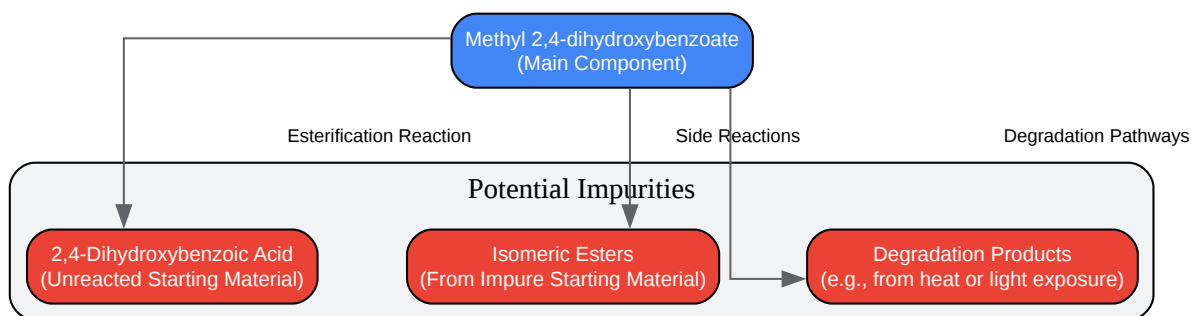 Methyl 2,4-dihydroxybenzoate
(Main Component)
Esterification Reaction
Side Reactions
Degradation Pathways
Potential Impurities
2,4-Dihydroxybenzoic Acid
(Unreacted Starting Material)
Isomeric Esters
(From Impure Starting Material)
Degradation Products
(e.g., from heat or light exposure)